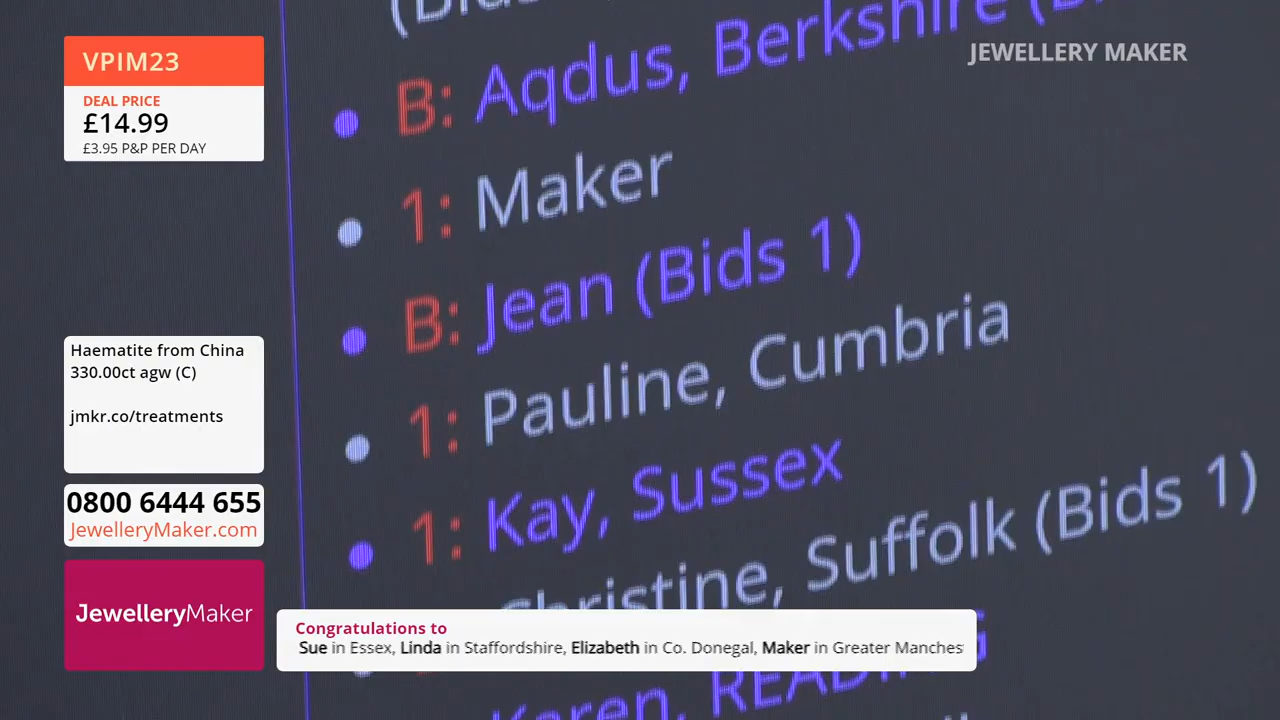 VPIM23
DEAL PRICE
£14.99
£3.95 P&P PER DAY
JEWELLERY MAKER
B: Aqdus, Berkshire
1: Maker
B: Jean (Bids 1)
1: Pauline, Cumbria
1: Kay, Sussex
Christine, Suffolk (Bids 1)
Karen, READING
Haematite from China
330.00ct agw (C)
jmkr.co/treatments
0800 6444 655
JewelleryMaker.com
JewelleryMaker
Congratulations to
Sue in Essex, Linda in Staffordshire, Elizabeth in Co. Donegal, Maker in Greater Manches